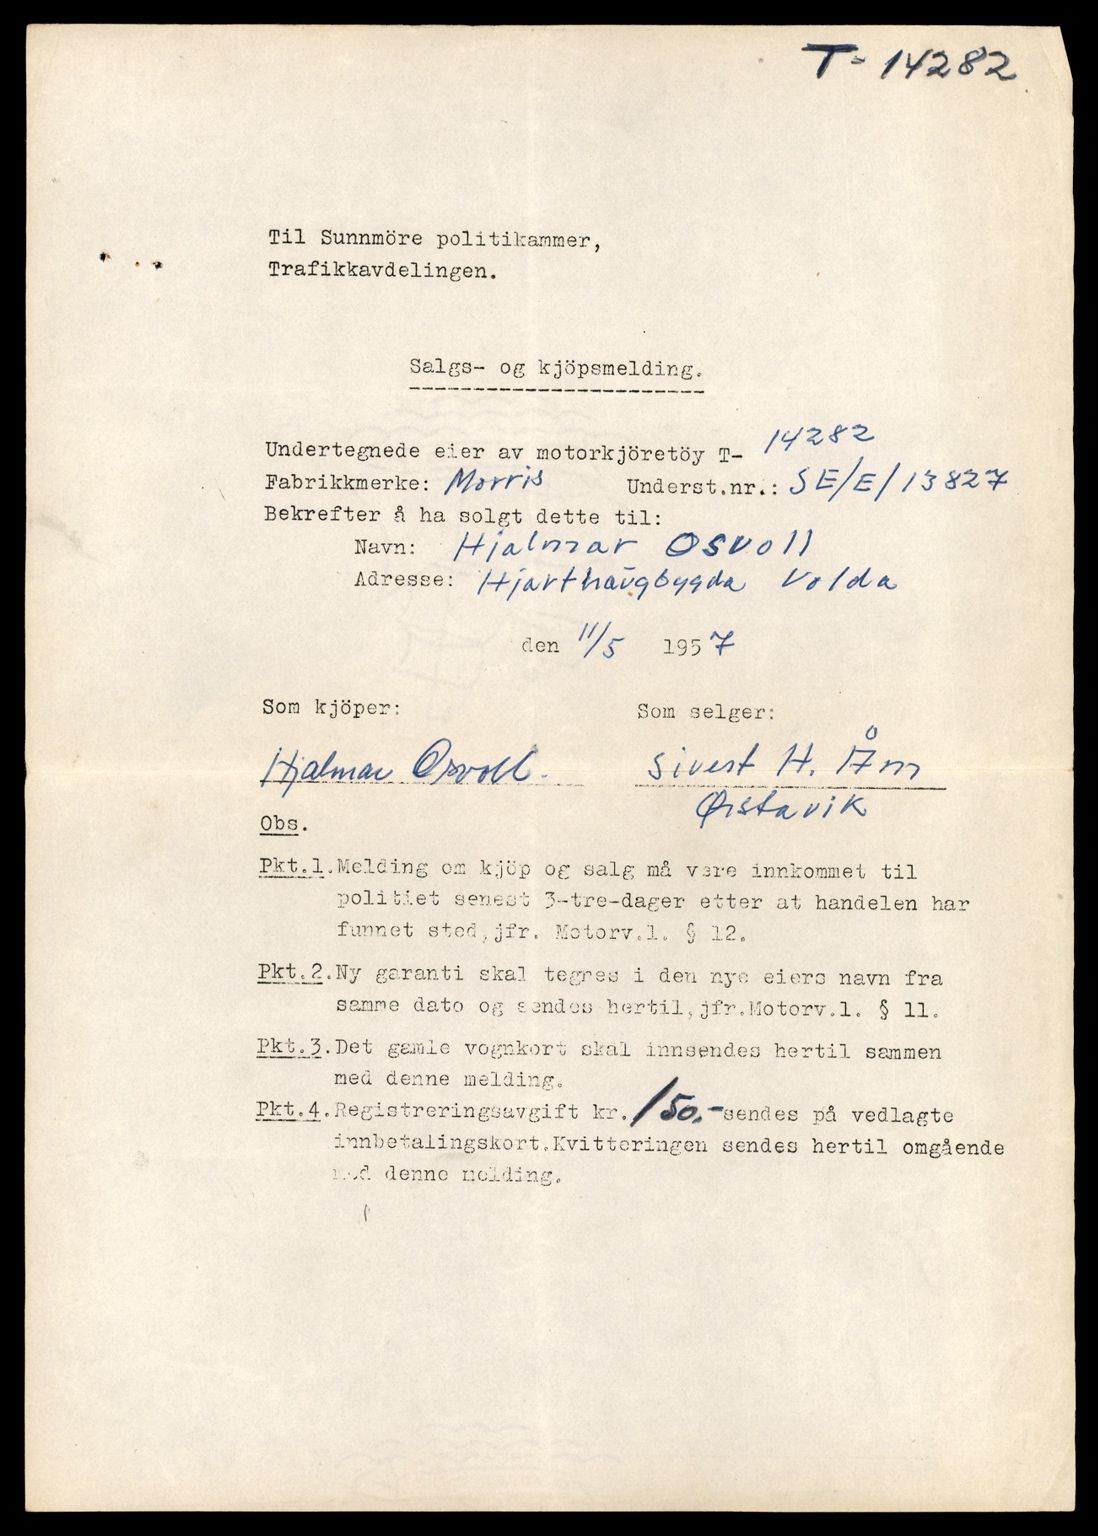 T- 14282
Til Sunnmöre politikammer,
Trafikkavdelingen.
Salgs- og kjöpsmelding.
Undertegnede eier av motorkjöretöy T- 14282
Fabrikkmerke: Morris Underst.nr.: SE/E/13827
Bekrefter å ha solgt dette til:
Navn: Hjalmar Osvoll
Adresse: Hjarthaugbygda Volda
den 11/5 1957
Som kjöper: Som selger:
Hjalmar Osvoll. Sivert H. Åm
Ørstavik
Obs.
Pkt.1.Melding om kjöp og salg må være innkommet til
politiet senest 3-tre-dager etter at handelen har
funnet sted,jfr. Motorv.l. § 12.
Pkt.2.Ny garanti skal tegnes i den nye eiers navn fra
samme dato og sendes hertil,jfr.Motorv.l. § 11.
Pkt.3.Det gamle vognkort skal innsendes hertil sammen
med denne melding.
Pkt.4.Registreringsavgift kr. 150.- sendes på vedlagte
innbetalingskort.Kvitteringen sendes hertil omgående
med denne melding.